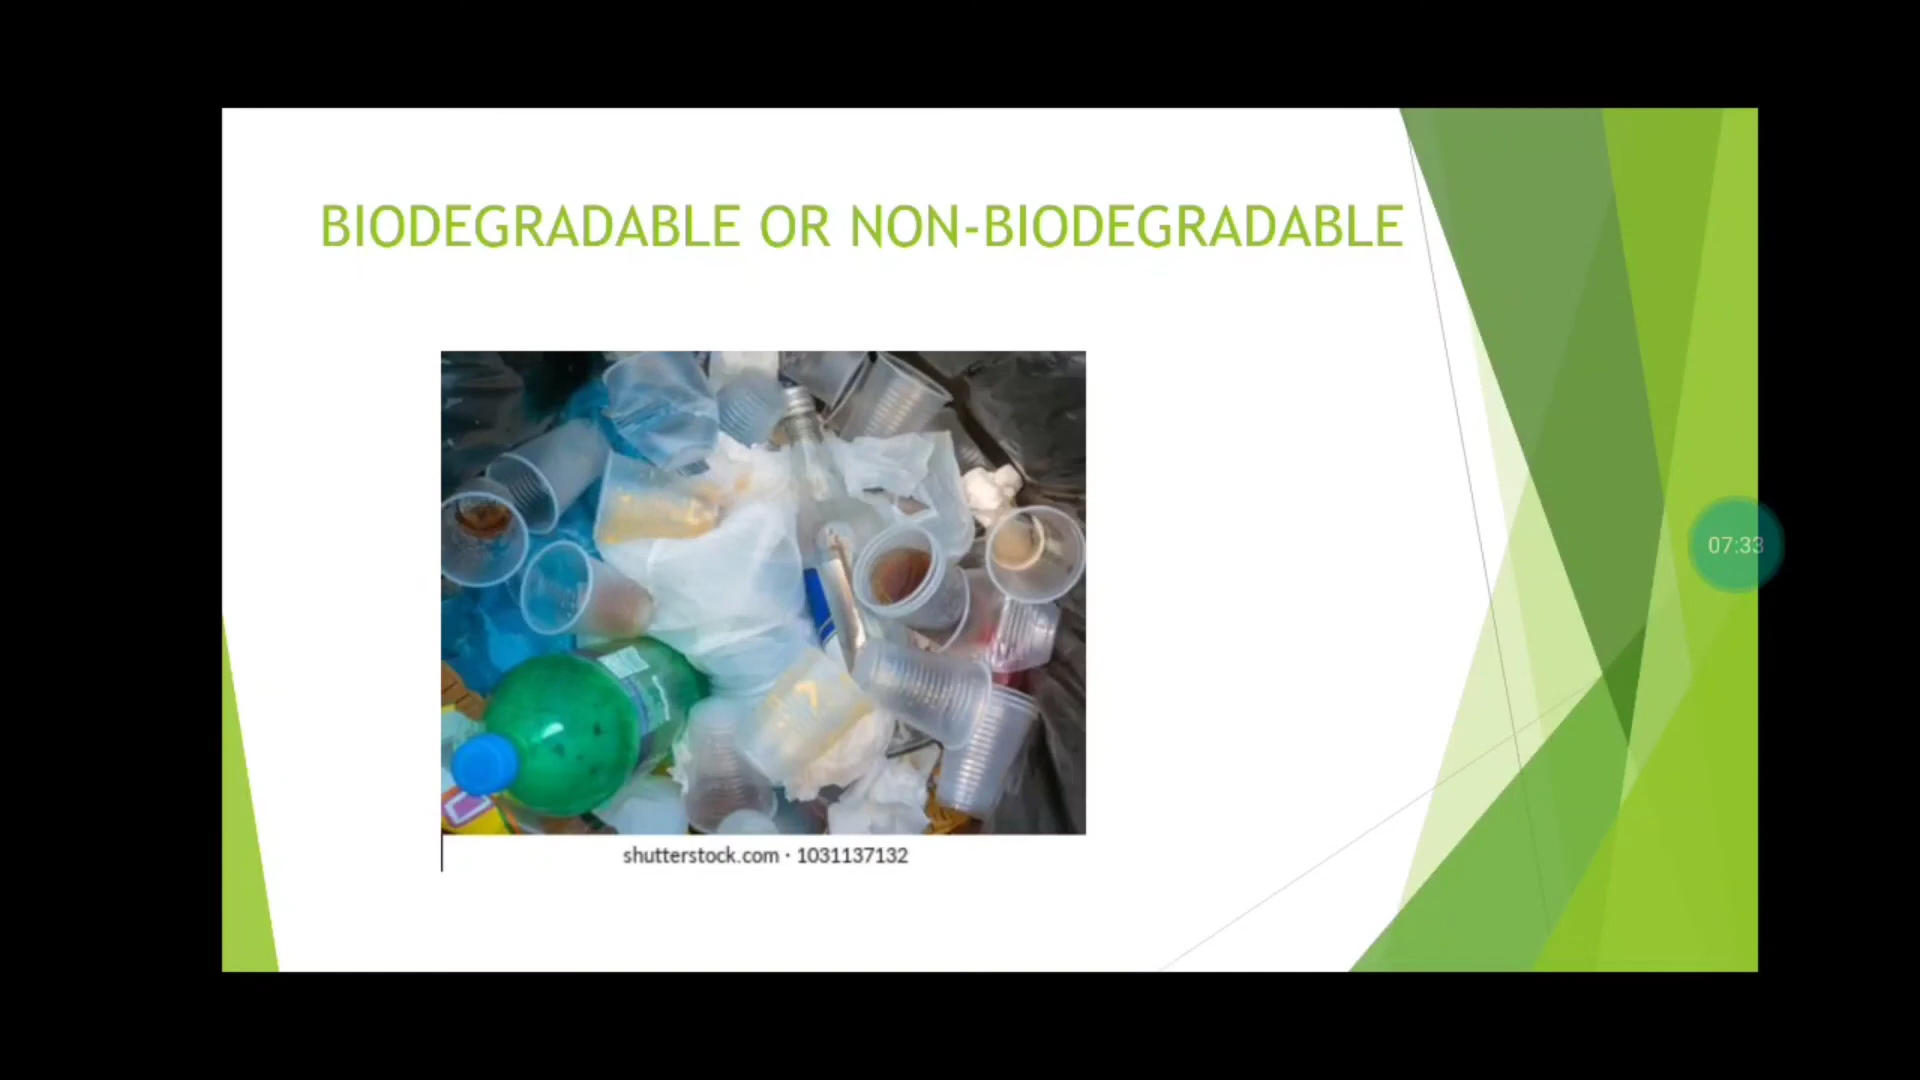 BIODEGRADABLE OR NON-BIODEGRADABLE
07:33
shutterstock.com · 1031137132